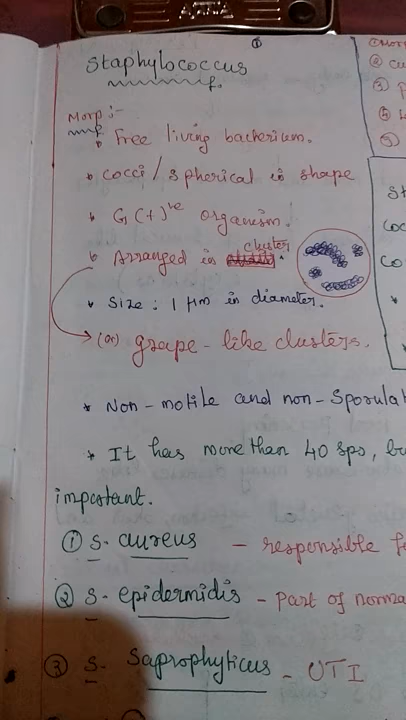 ①
Staphylococcus
Morp:-
* Free living bacterium.
* Cocci / Spherical in shape
* G(+)ve organism.
* Arranged in cluster.
* Size: 1 μm in diameter.
→ (or) grape-like clusters.
* Non-motile and non-Sporula
* It has more than 40 sps, bu
important.
① S. aureus – responsible f
② S. epidermidis – part of norma
③ S. Saprophyticus – UTI